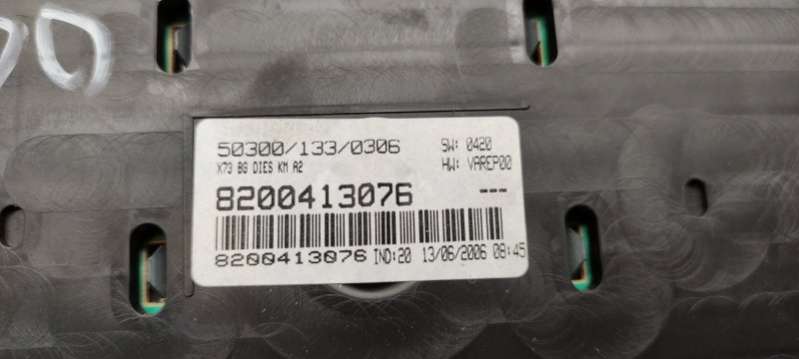 00
50300/133/0306 SW: 0420
X73 BG DIES KM A2 HW: VAREP00
8200413076 ---
8200413076 IND:20 13/06/2006 08:45